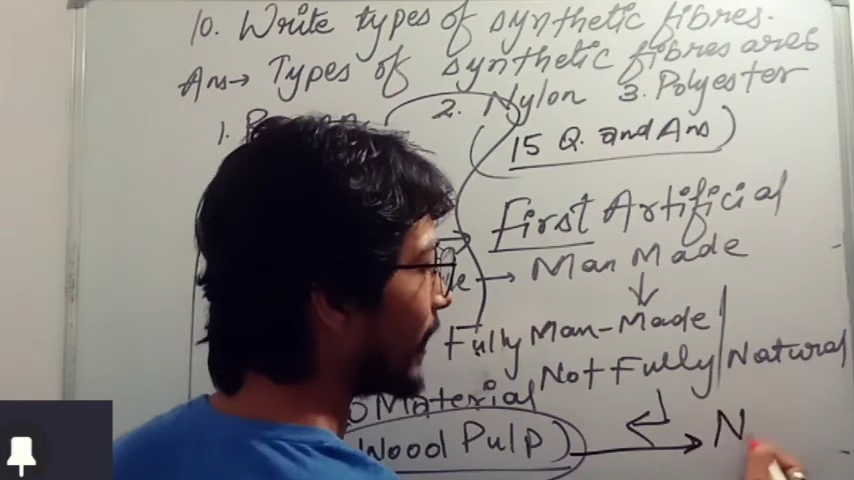 10. Write types of synthetic fibres.
Ans→ Types of synthetic fibres ares
1. 2. Nylon 3. Polyester
(15 Q. and Ans)
→ First Artificial
→ Man Made
↓
Fully Man-Made
Not Fully/Natural
Material
Wood Pulp) → N